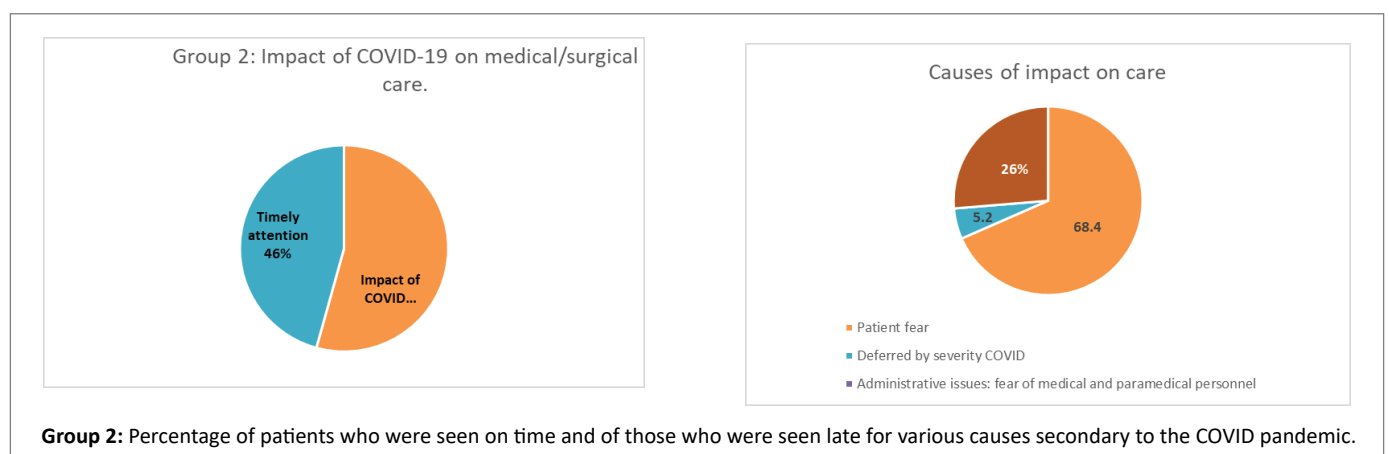 Group 2: Impact of COVID-19 on medical/surgical
care.
Timely
attention
46%
Impact of
COVID...
Causes of impact on care
26%
5.2
68.4
Patient fear
Deferred by severity COVID
Administrative issues: fear of medical and paramedical personnel
Group 2: Percentage of patients who were seen on time and of those who were seen late for various causes secondary to the COVID pandemic.